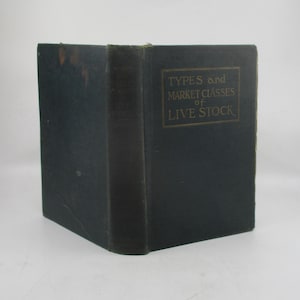 TYPES and
MARKET CLASSES
of
LIVE STOCK